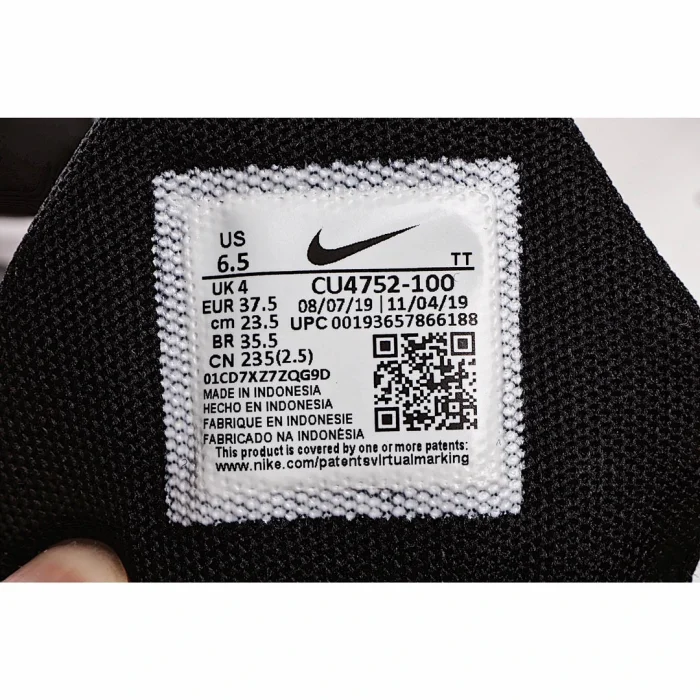 US
6.5 TT
UK 4 CU4752-100
EUR 37.5 08/07/19 | 11/04/19
cm 23.5 UPC 00193657866188
BR 35.5
CN 235(2.5)
01CD7XZ7ZQG9D
MADE IN INDONESIA
HECHO EN INDONESIA
FABRIQUE EN INDONESIE
FABRICADO NA INDONÉSIA
This product is covered by one or more patents:
www.nike.com/patentsvirtualmarking